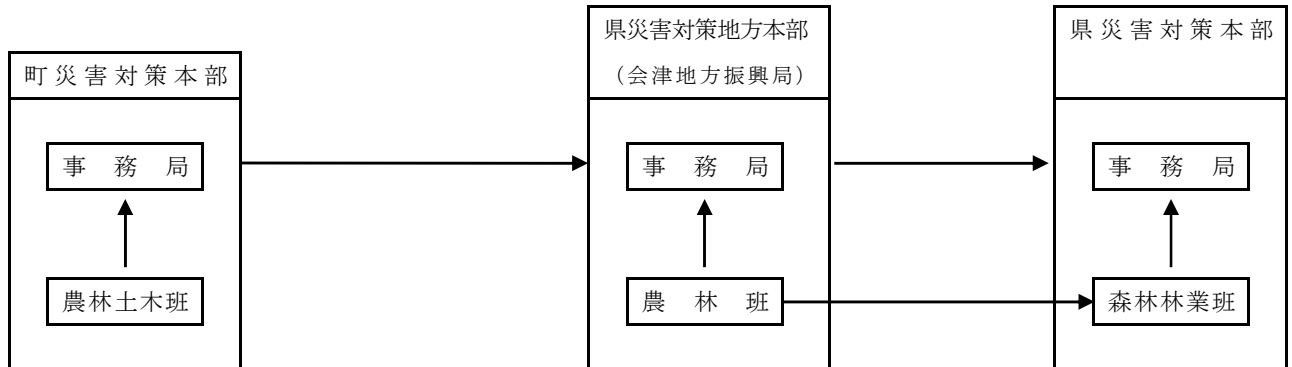 町災害対策本部
事務局
農林土木班
県災害対策地方本部
（会津地方振興局）
事務局
農林班
県災害対策本部
事務局
森林林業班